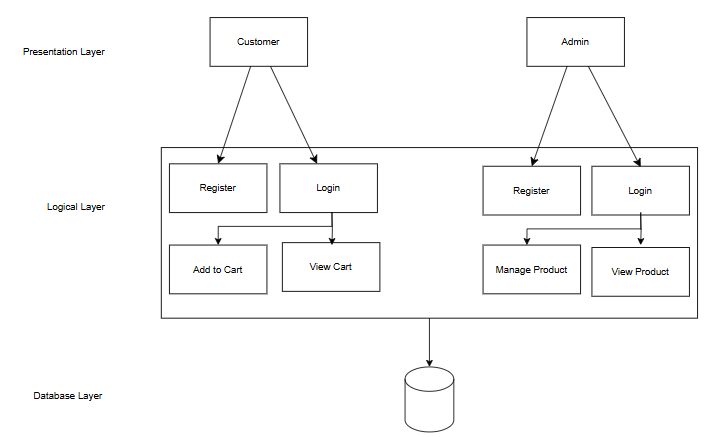 Customer
Admin
Presentation Layer
Register
Login
Register
Login
Logical Layer
Add to Cart
View Cart
Manage Product
View Product
Database Layer